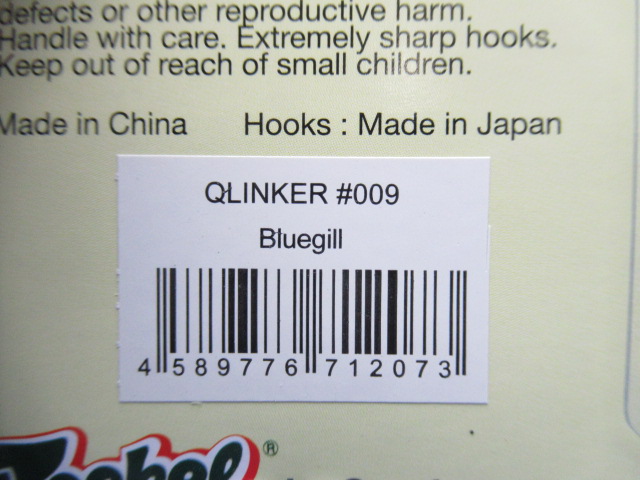 defects or other reproductive harm.
Handle with care. Extremely sharp hooks.
Keep out of reach of small children.
Made in China Hooks : Made in Japan
QLINKER #009
Bluegill
4 589776 712073
®